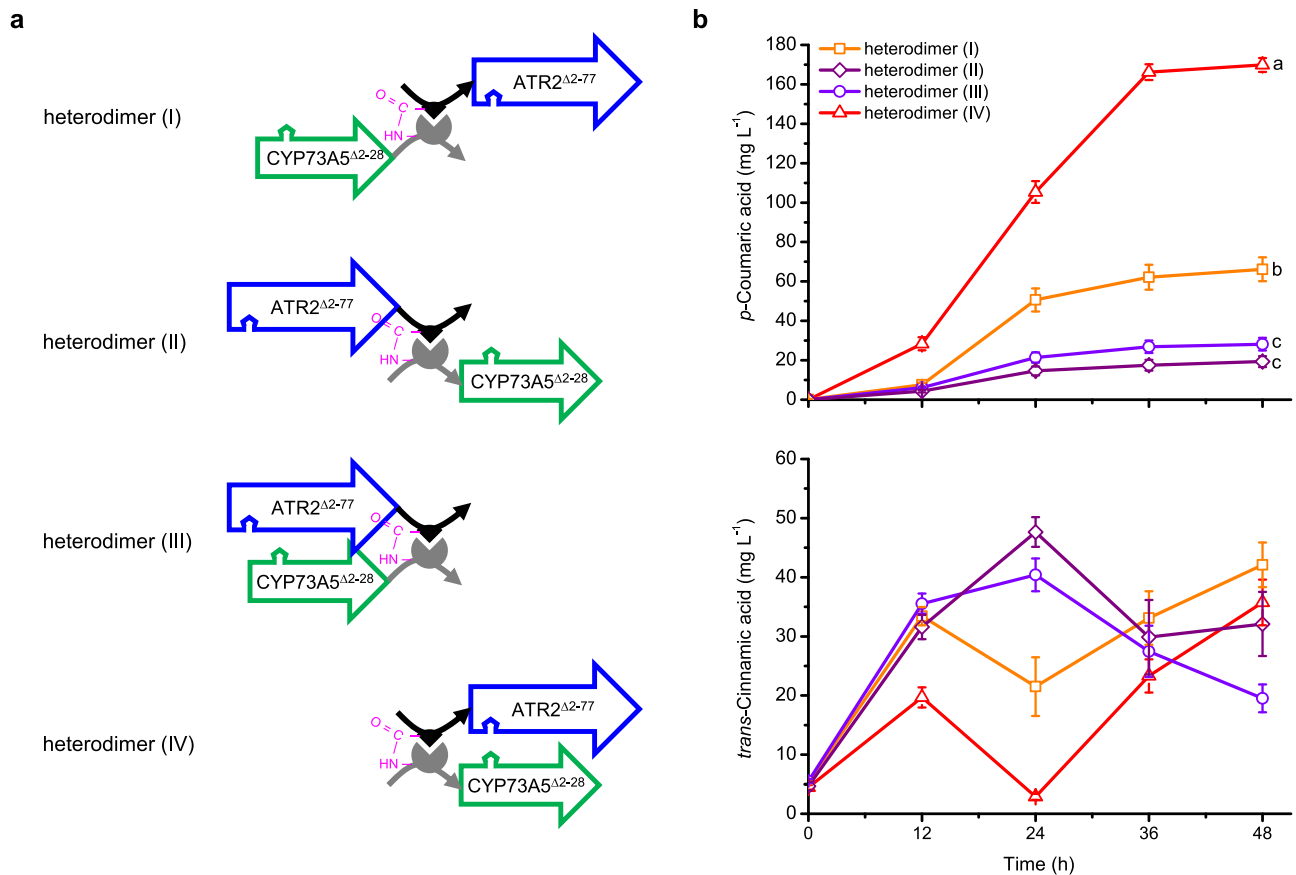 a
heterodimer (I)
ATR2Δ2-77
O
C
HN
CYP73A5Δ2-28
heterodimer (II)
ATR2Δ2-77
O
C
HN
CYP73A5Δ2-28
heterodimer (III)
ATR2Δ2-77
O
C
HN
CYP73A5Δ2-28
heterodimer (IV)
ATR2Δ2-77
O
C
HN
CYP73A5Δ2-28
b
heterodimer (I)
heterodimer (II)
heterodimer (III)
heterodimer (IV)
p-Coumaric acid (mg L⁻¹)
180
160
140
120
100
80
60
40
20
0
a
b
c
c
trans-Cinnamic acid (mg L⁻¹)
60
50
40
30
20
10
0
0 12 24 36 48
Time (h)